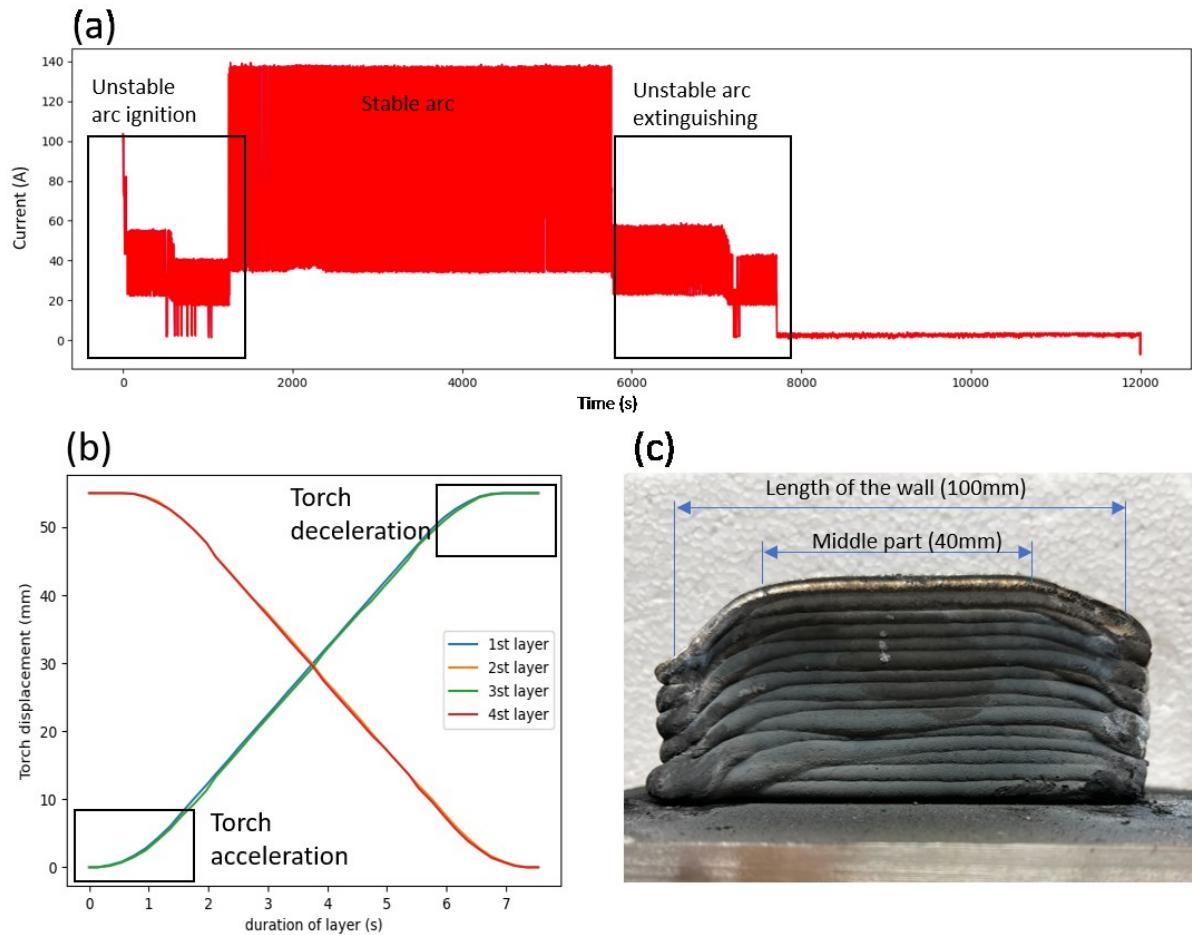 (a)
140
120
100
80
60
40
20
0
Current (A)
Unstable
arc ignition
Stable arc
Unstable arc
extinguishing
0
2000
4000
6000
8000
10000
12000
Time (s)
(b)
50
40
30
20
10
0
Torch displacement (mm)
Torch
deceleration
1st layer
2st layer
3st layer
4st layer
Torch
acceleration
0
1
2
3
4
5
6
7
duration of layer (s)
(c)
Length of the wall (100mm)
Middle part (40mm)